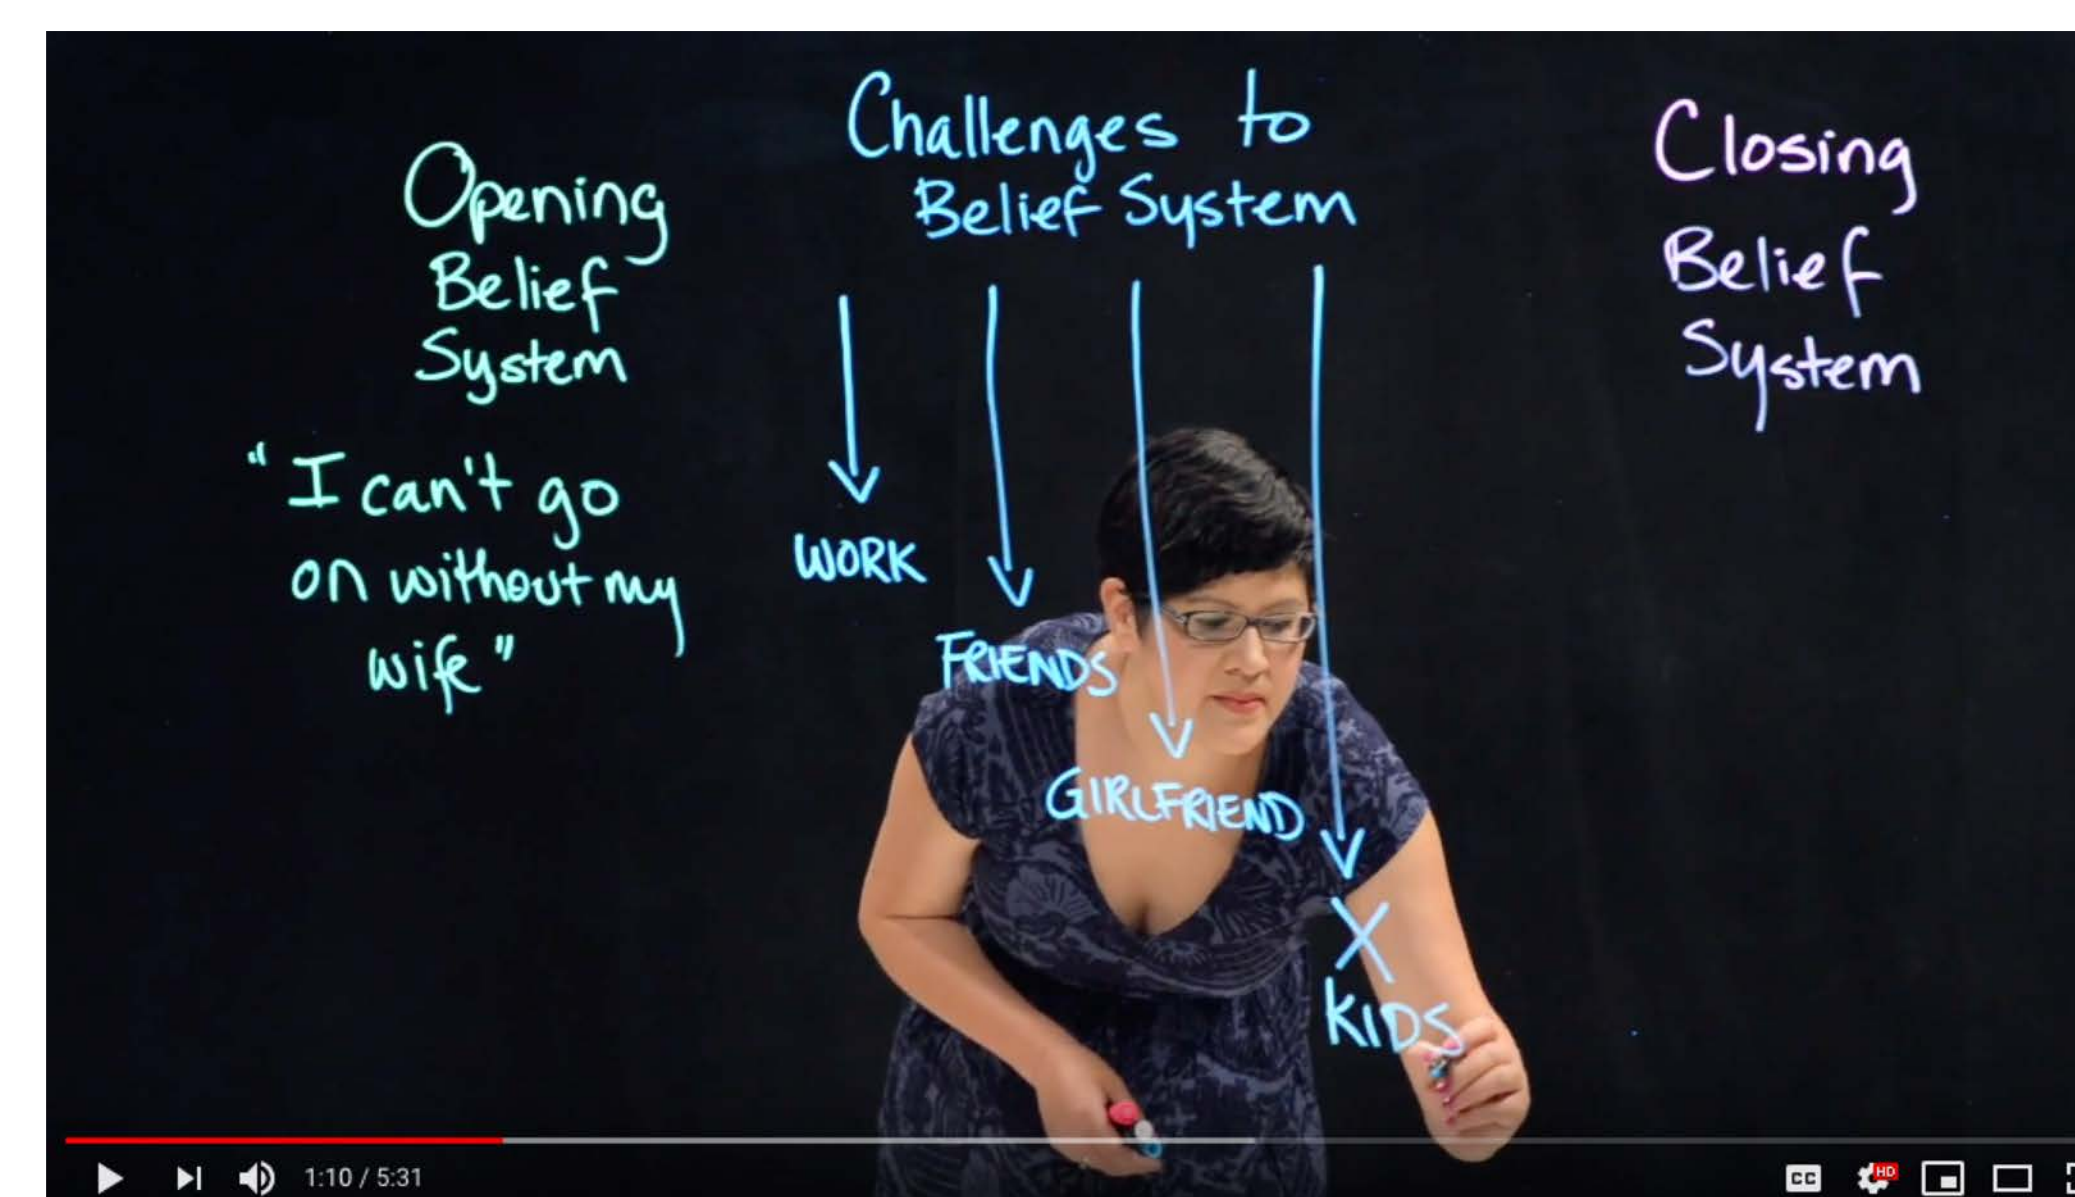 Opening
Belief
System
"I can't go
on without my
wife"
Challenges to
Belief System
WORK
FRIENDS
GIRLFRIEND
X
KIDS
Closing
Belief
System
1:10 / 5:31
CC
HD